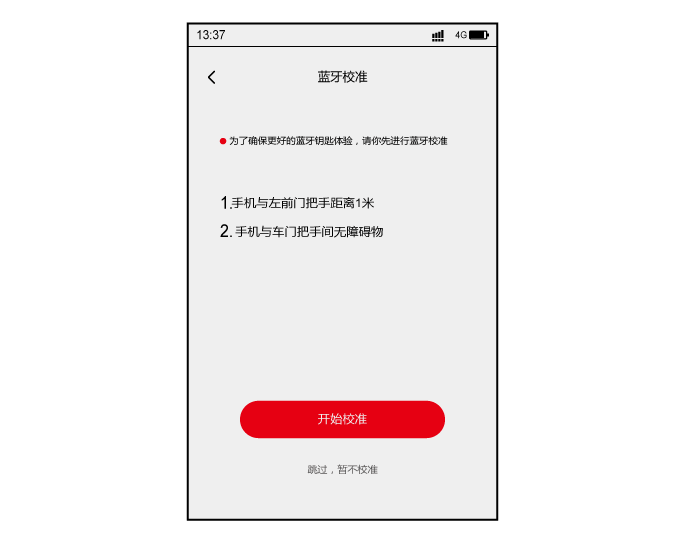 13:37
4G
蓝牙校准
为了确保更好的蓝牙钥匙体验，请你先进行蓝牙校准
1.手机与左前门把手距离1米
2. 手机与车门把手间无障碍物
开始校准
跳过，暂不校准